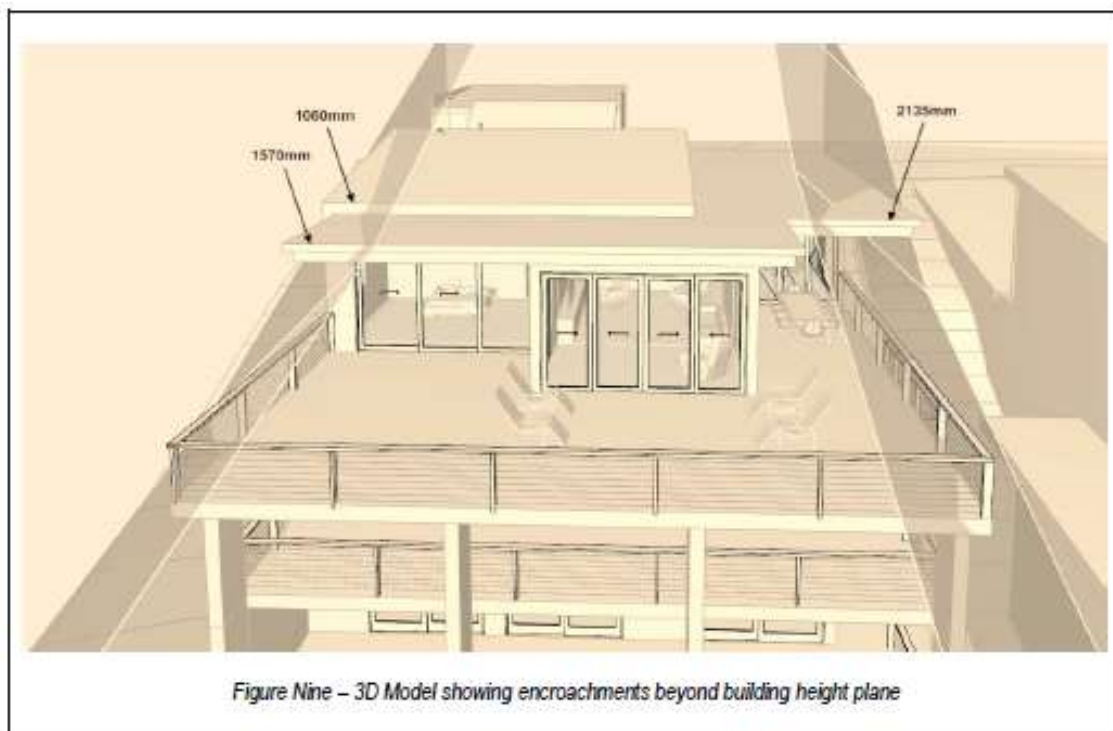 1060mm
2135mm
1570mm
Figure Nine – 3D Model showing encroachments beyond building height plane